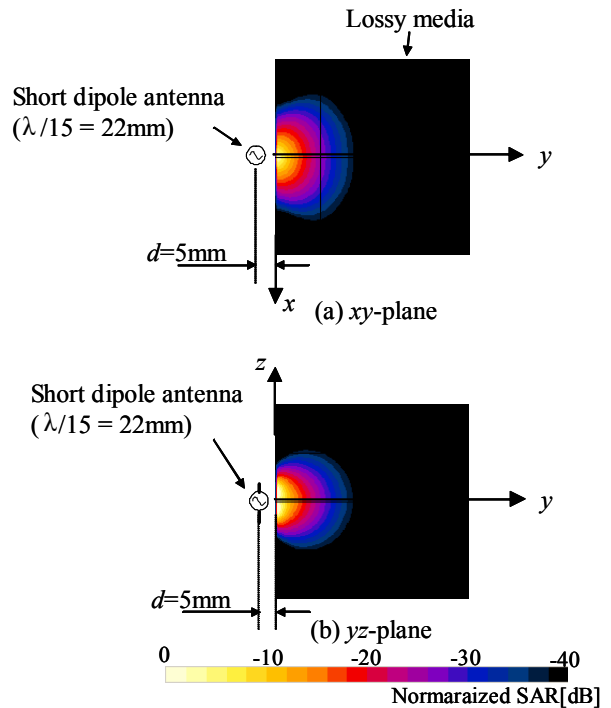 Lossy media
Short dipole antenna
(λ/15 = 22mm)
y
d=5mm
x
(a) xy-plane
z
Short dipole antenna
(λ/15 = 22mm)
y
d=5mm
(b) yz-plane
0 -10 -20 -30 -40
Normaraized SAR[dB]